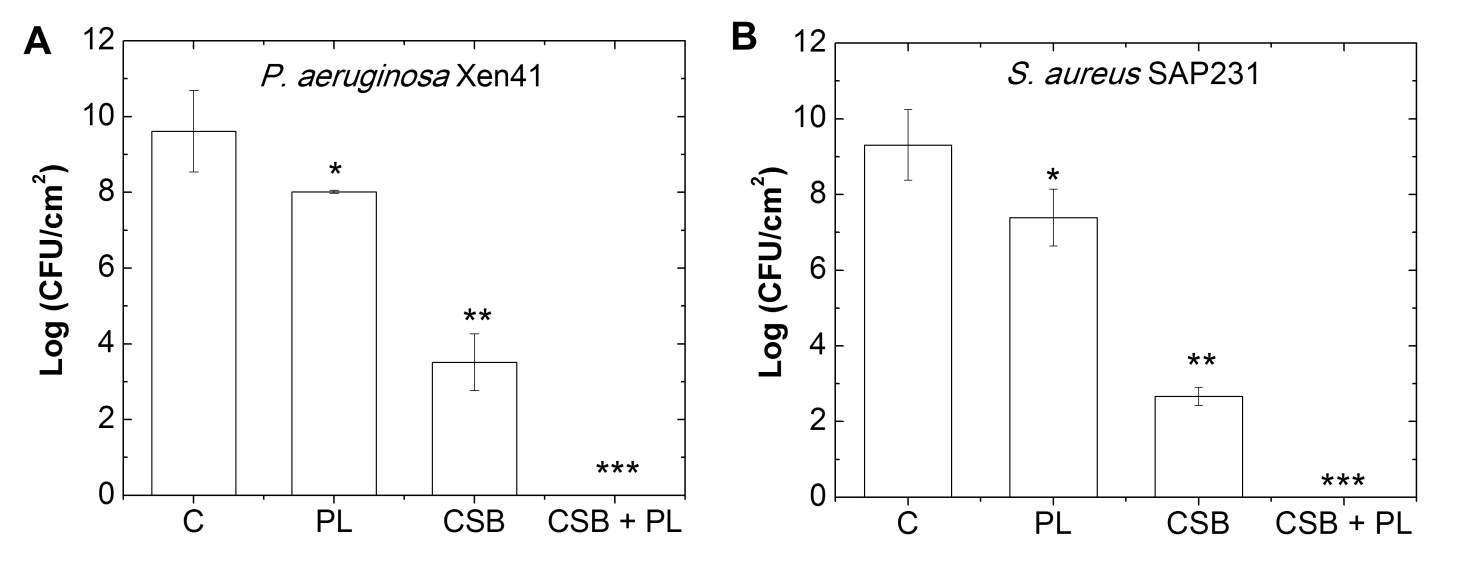 A
P. aeruginosa Xen41
Log (CFU/cm²)
12
10
8
6
4
2
0
*
**
***
C PL CSB CSB + PL
B
S. aureus SAP231
Log (CFU/cm²)
12
10
8
6
4
2
0
*
**
***
C PL CSB CSB + PL